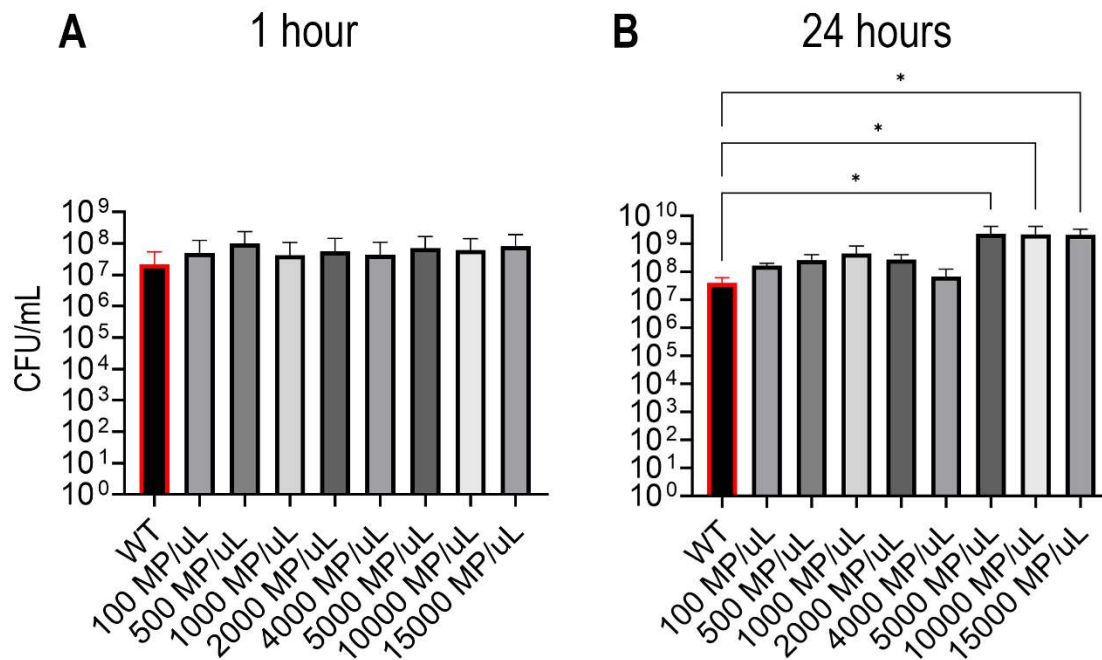 A 1 hour
CFU/mL
10⁹
10⁸
10⁷
10⁶
10⁵
10⁴
10³
10²
10¹
10⁰
WT
100 MP/uL
500 MP/uL
1000 MP/uL
2000 MP/uL
4000 MP/uL
5000 MP/uL
10000 MP/uL
15000 MP/uL
B 24 hours
*
*
*
10¹⁰
10⁹
10⁸
10⁷
10⁶
10⁵
10⁴
10³
10²
10¹
10⁰
WT
100 MP/uL
500 MP/uL
1000 MP/uL
2000 MP/uL
4000 MP/uL
5000 MP/uL
10000 MP/uL
15000 MP/uL